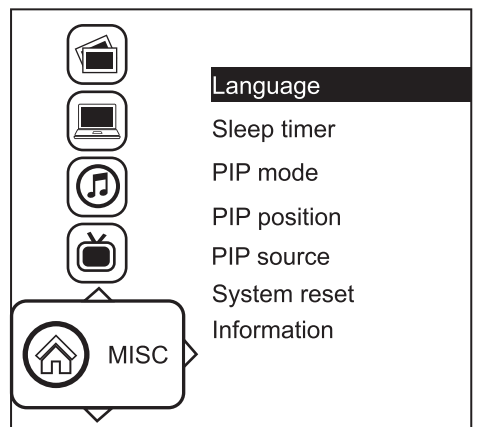 Language
Sleep timer
PIP mode
PIP position
PIP source
System reset
Information
MISC